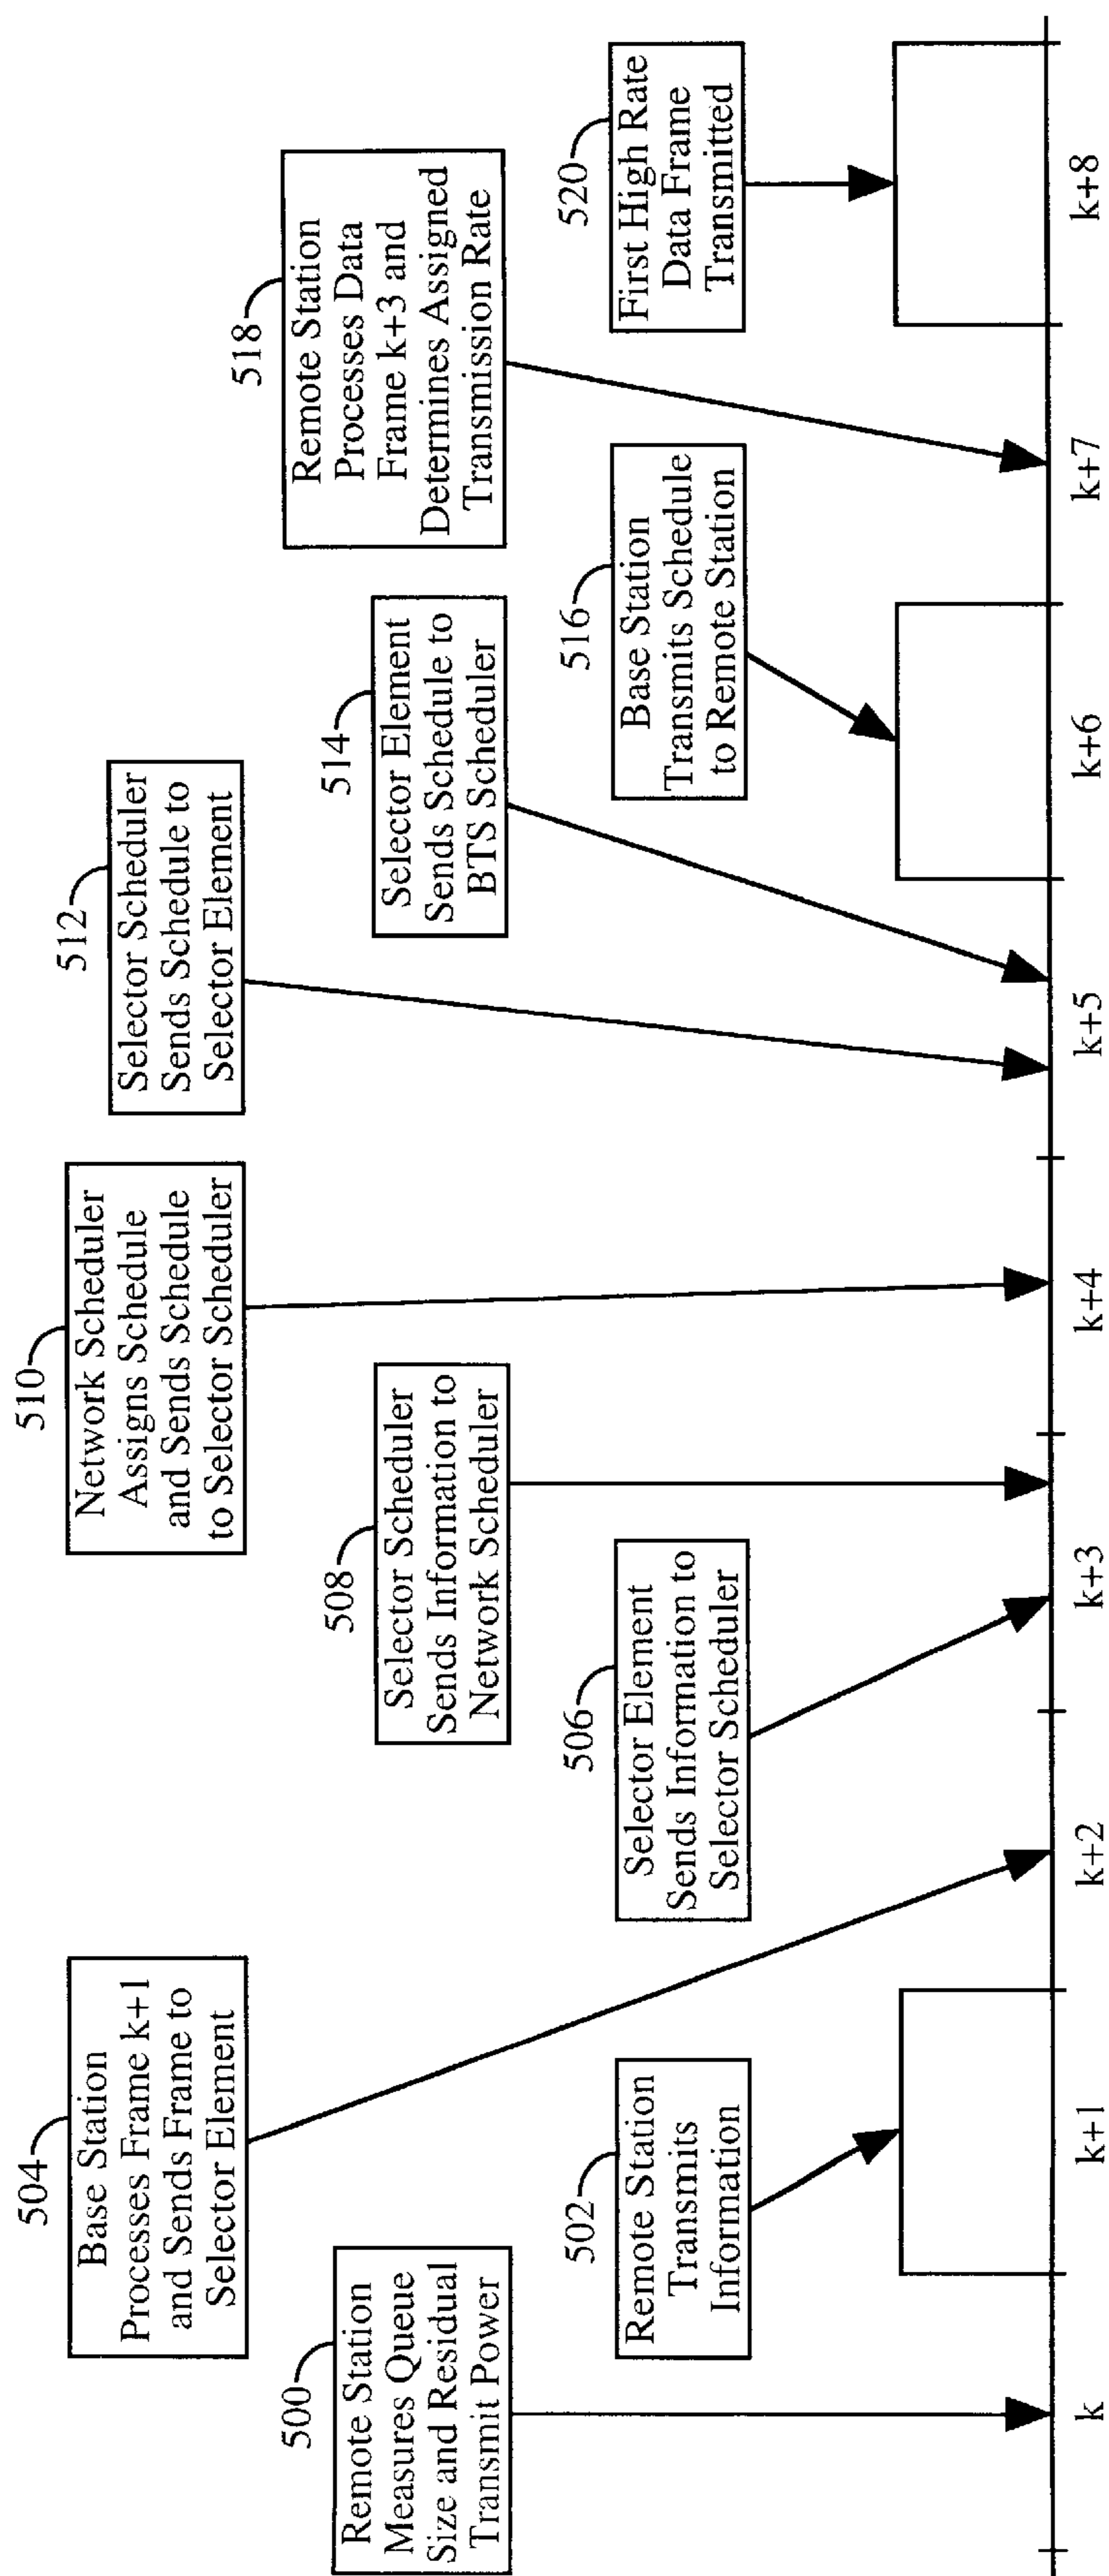 500
Remote Station
Measures Queue
Size and Residual
Transmit Power
502
Remote Station
Transmits
Information
504
Base Station
Processes Frame k+1
and Sends Frame to
Selector Element
506
Selector Element
Sends Information to
Selector Scheduler
508
Selector Scheduler
Sends Information to
Network Scheduler
510
Network Scheduler
Assigns Schedule
and Sends Schedule
to Selector Scheduler
512
Selector Scheduler
Sends Schedule to
Selector Element
514
Selector Element
Sends Schedule to
BTS Scheduler
516
Base Station
Transmits Schedule
to Remote Station
518
Remote Station
Processes Data
Frame k+3 and
Determines Assigned
Transmission Rate
520
First High Rate
Data Frame
Transmitted
k
k+1
k+2
k+3
k+4
k+5
k+6
k+7
k+8